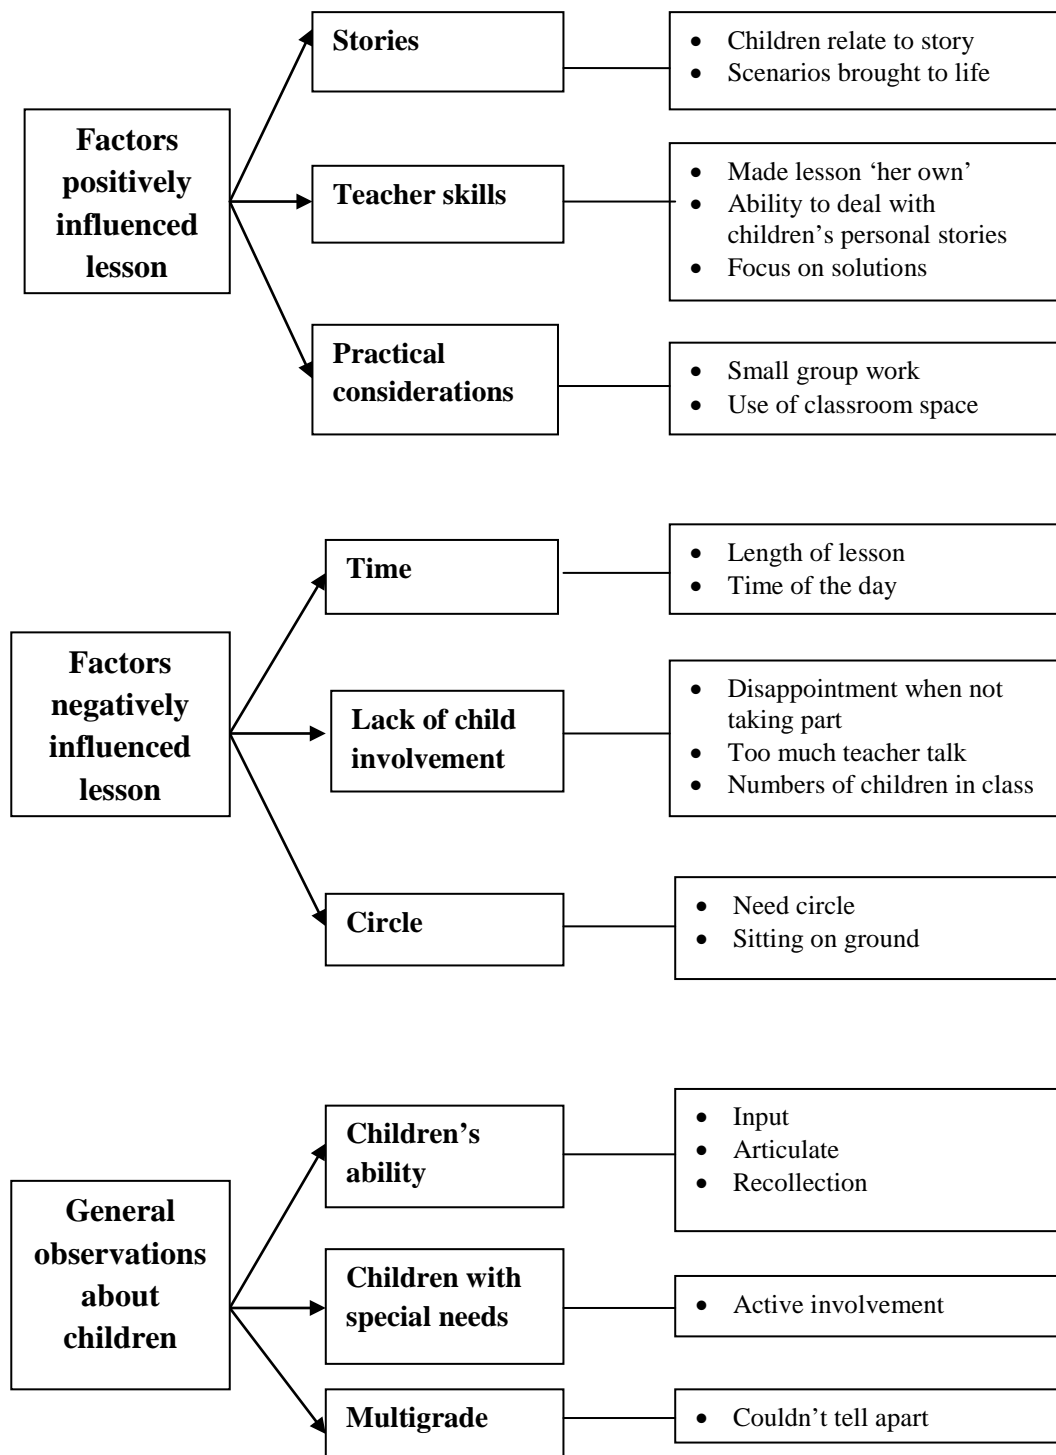 Factors
positively
influenced
lesson
Stories
• Children relate to story
• Scenarios brought to life
Teacher skills
• Made lesson ‘her own’
• Ability to deal with
children’s personal stories
• Focus on solutions
Practical
considerations
• Small group work
• Use of classroom space
Factors
negatively
influenced
lesson
Time
• Length of lesson
• Time of the day
Lack of child
involvement
• Disappointment when not
taking part
• Too much teacher talk
• Numbers of children in class
Circle
• Need circle
• Sitting on ground
General
observations
about
children
Children’s
ability
• Input
• Articulate
• Recollection
Children with
special needs
• Active involvement
Multigrade
• Couldn’t tell apart